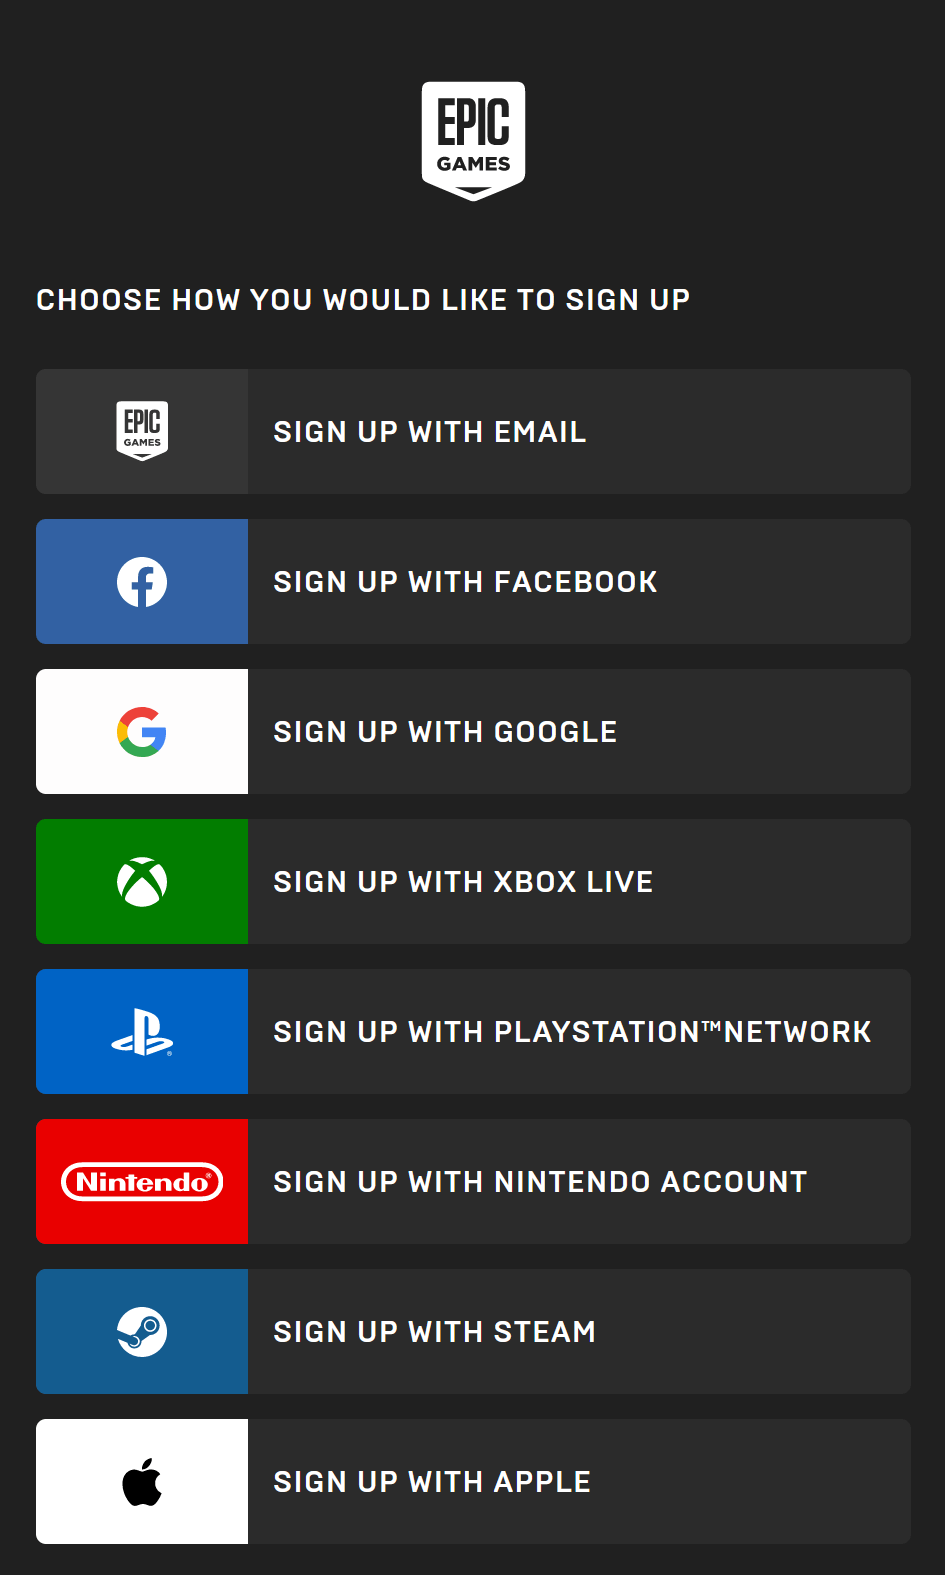 EPIC
GAMES
CHOOSE HOW YOU WOULD LIKE TO SIGN UP
EPIC
GAMES
SIGN UP WITH EMAIL
SIGN UP WITH FACEBOOK
SIGN UP WITH GOOGLE
SIGN UP WITH XBOX LIVE
SIGN UP WITH PLAYSTATION™NETWORK
Nintendo®
SIGN UP WITH NINTENDO ACCOUNT
SIGN UP WITH STEAM
SIGN UP WITH APPLE